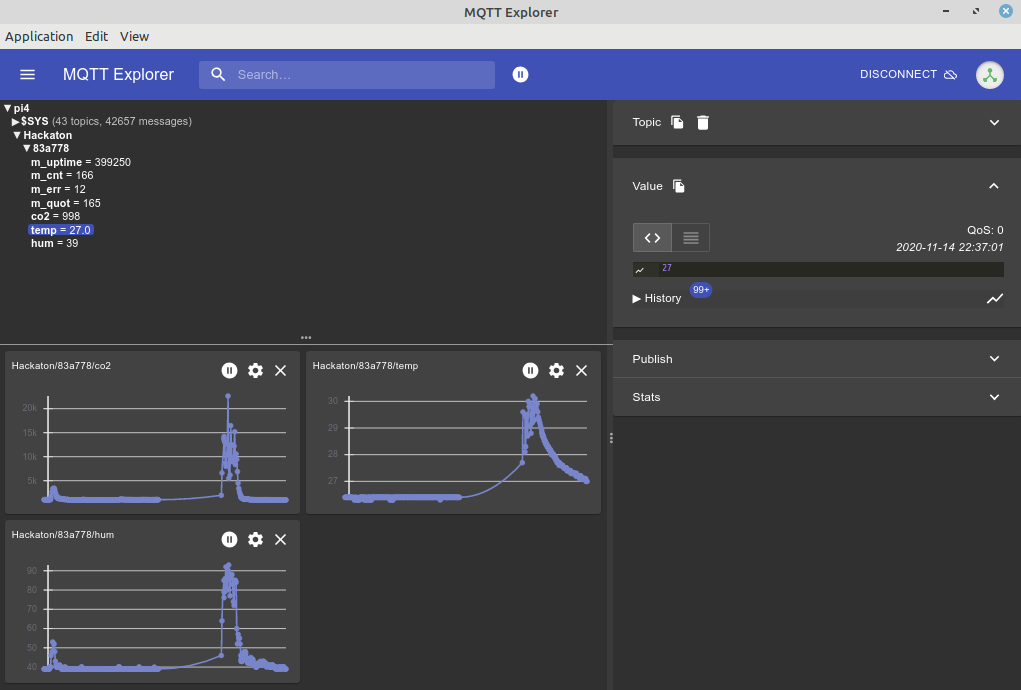 MQTT Explorer
Application Edit View
MQTT Explorer Search... DISCONNECT
▼pi4
▶$SYS (43 topics, 42657 messages)
▼Hackaton
▼83a778
m_uptime = 399250
m_cnt = 166
m_err = 12
m_quot = 165
co2 = 998
temp = 27.0
hum = 39
Topic
Value
QoS: 0
2020-11-14 22:37:01
27
▶ History 99+
Publish
Stats
Hackaton/83a778/co2
20k
15k
10k
5k
Hackaton/83a778/temp
30
29
28
27
Hackaton/83a778/hum
90
80
70
60
50
40